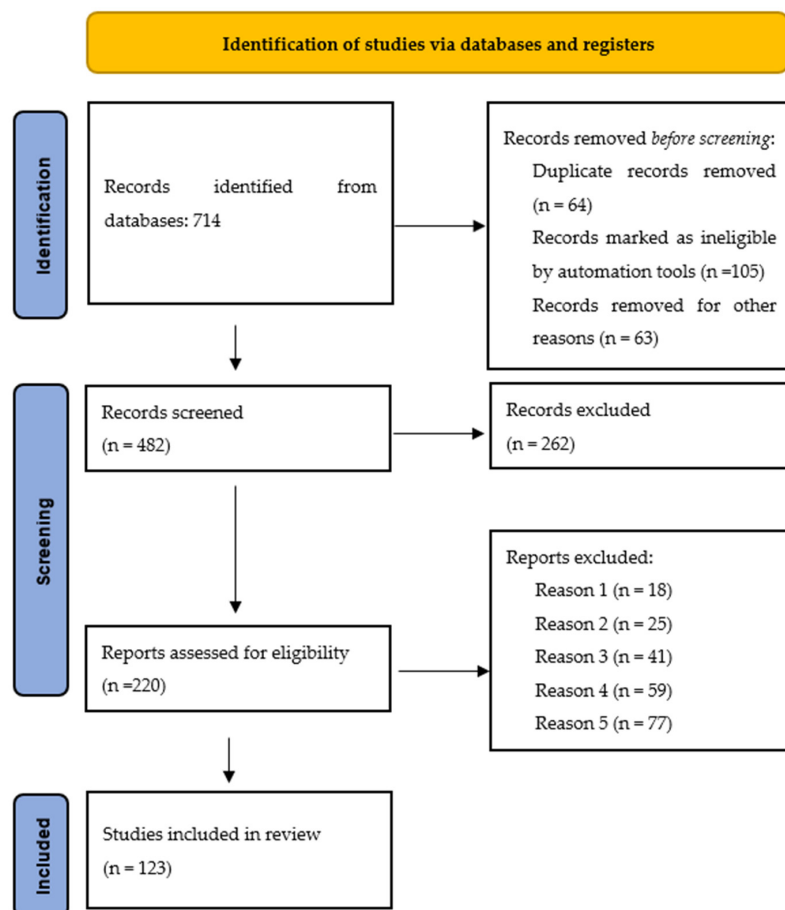 Identification of studies via databases and registers
Identification
Records identified from
databases: 714
Records removed before screening:
Duplicate records removed
(n = 64)
Records marked as ineligible
by automation tools (n =105)
Records removed for other
reasons (n = 63)
Screening
Records screened
(n = 482)
Records excluded
(n = 262)
Reports assessed for eligibility
(n =220)
Reports excluded:
Reason 1 (n = 18)
Reason 2 (n = 25)
Reason 3 (n = 41)
Reason 4 (n = 59)
Reason 5 (n = 77)
Included
Studies included in review
(n = 123)